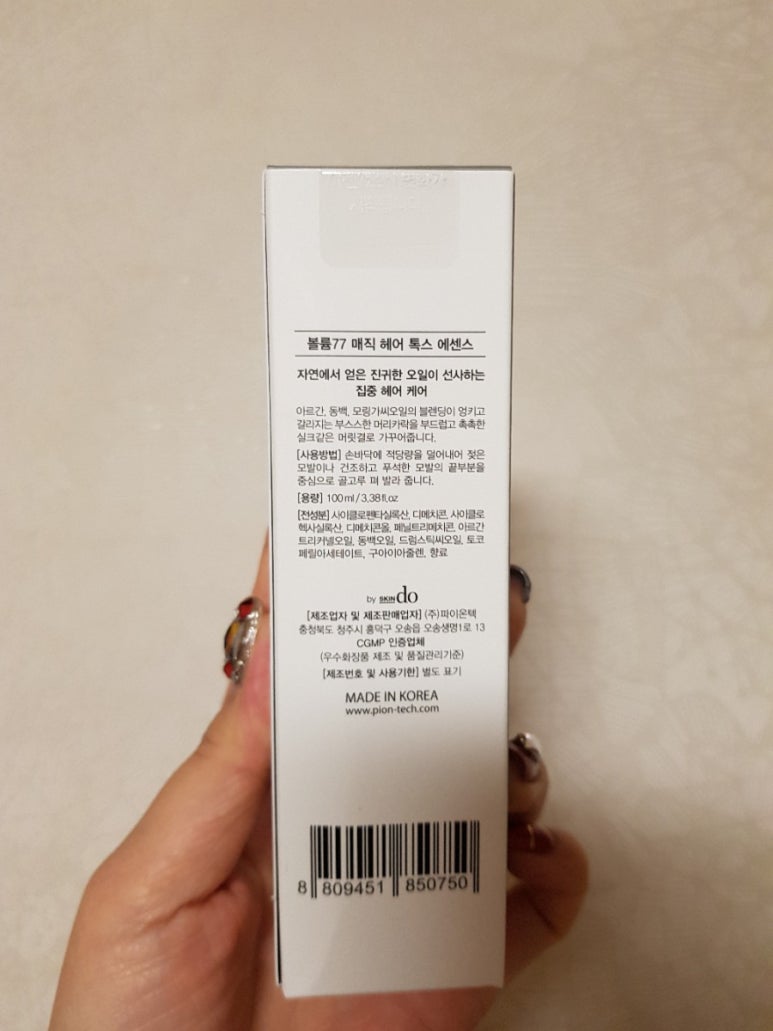 볼륨77 매직 헤어 톡스 에센스
자연에서 얻은 진귀한 오일이 선사하는
집중 헤어 케어
아르간, 동백, 모링가씨오일의 블렌딩이 엉키고
갈라지는 부스스한 머리카락을 부드럽고 촉촉한
실크같은 머릿결로 가꾸어줍니다.
[사용방법] 손바닥에 적당량을 덜어내어 젖은
모발이나 건조하고 푸석한 모발의 끝부분을
중심으로 골고루 펴 발라 줍니다.
[용량] 100ml/3.38fl.oz
[전성분] 사이클로펜타실록산, 디메치콘, 사이클로
헥사실록산, 디메치콘올, 페닐트리메치콘, 아르간
트리커넬오일, 동백오일, 드럼스틱씨오일, 토코
페릴아세테이트, 구아이아줄렌, 향료
by SKIN do
[제조업자 및 제조판매업자] (주)파이온텍
충청북도 청주시 흥덕구 오송읍 오송생명1로 13
CGMP 인증업체
(우수화장품 제조 및 품질관리기준)
[제조번호 및 사용기한] 별도 표기
MADE IN KOREA
www.pion-tech.com
8 809451 850750